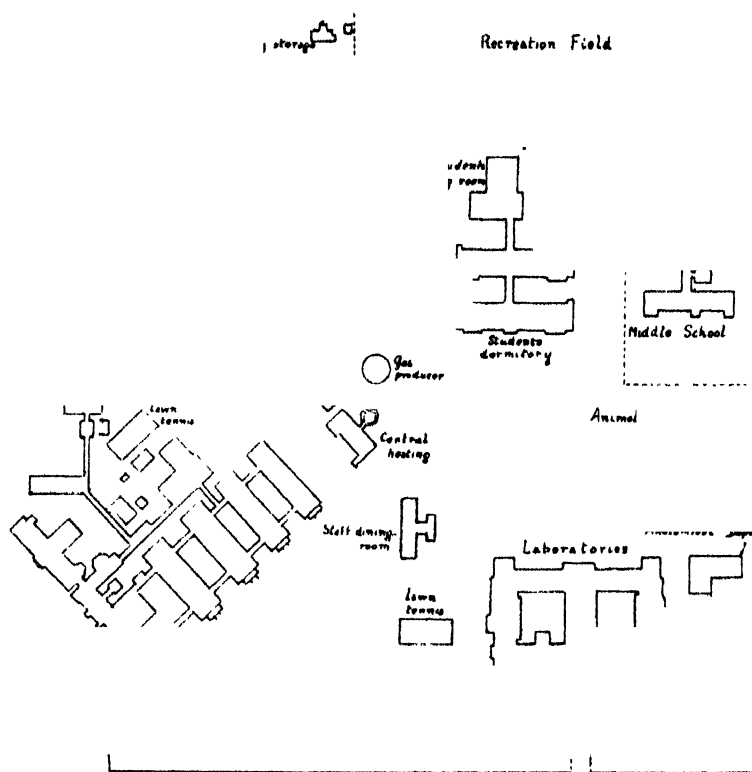 storage
Recreation Field
room
Students
dormitory
Middle School
Gas
producer
Lawn
tennis
Animal
Central
heating
Staff dining
room
Laboratories
Lawn
tennis